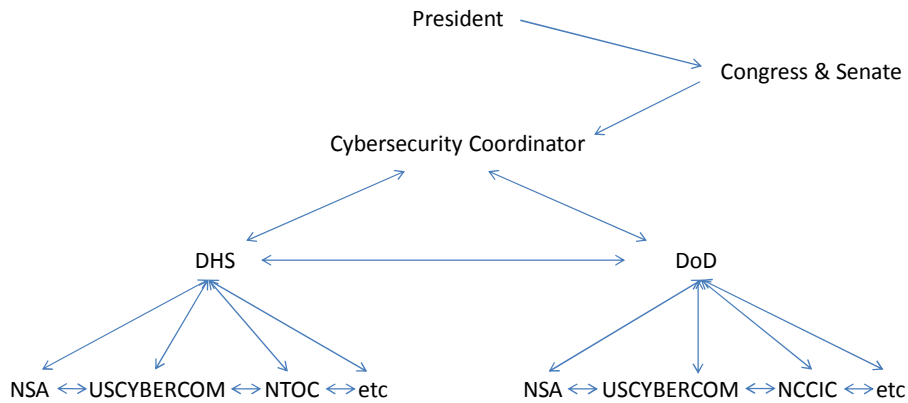 President
Congress & Senate
Cybersecurity Coordinator
DHS
DoD
NSA USCYBERCOM NTOC etc
NSA USCYBERCOM NCCIC etc